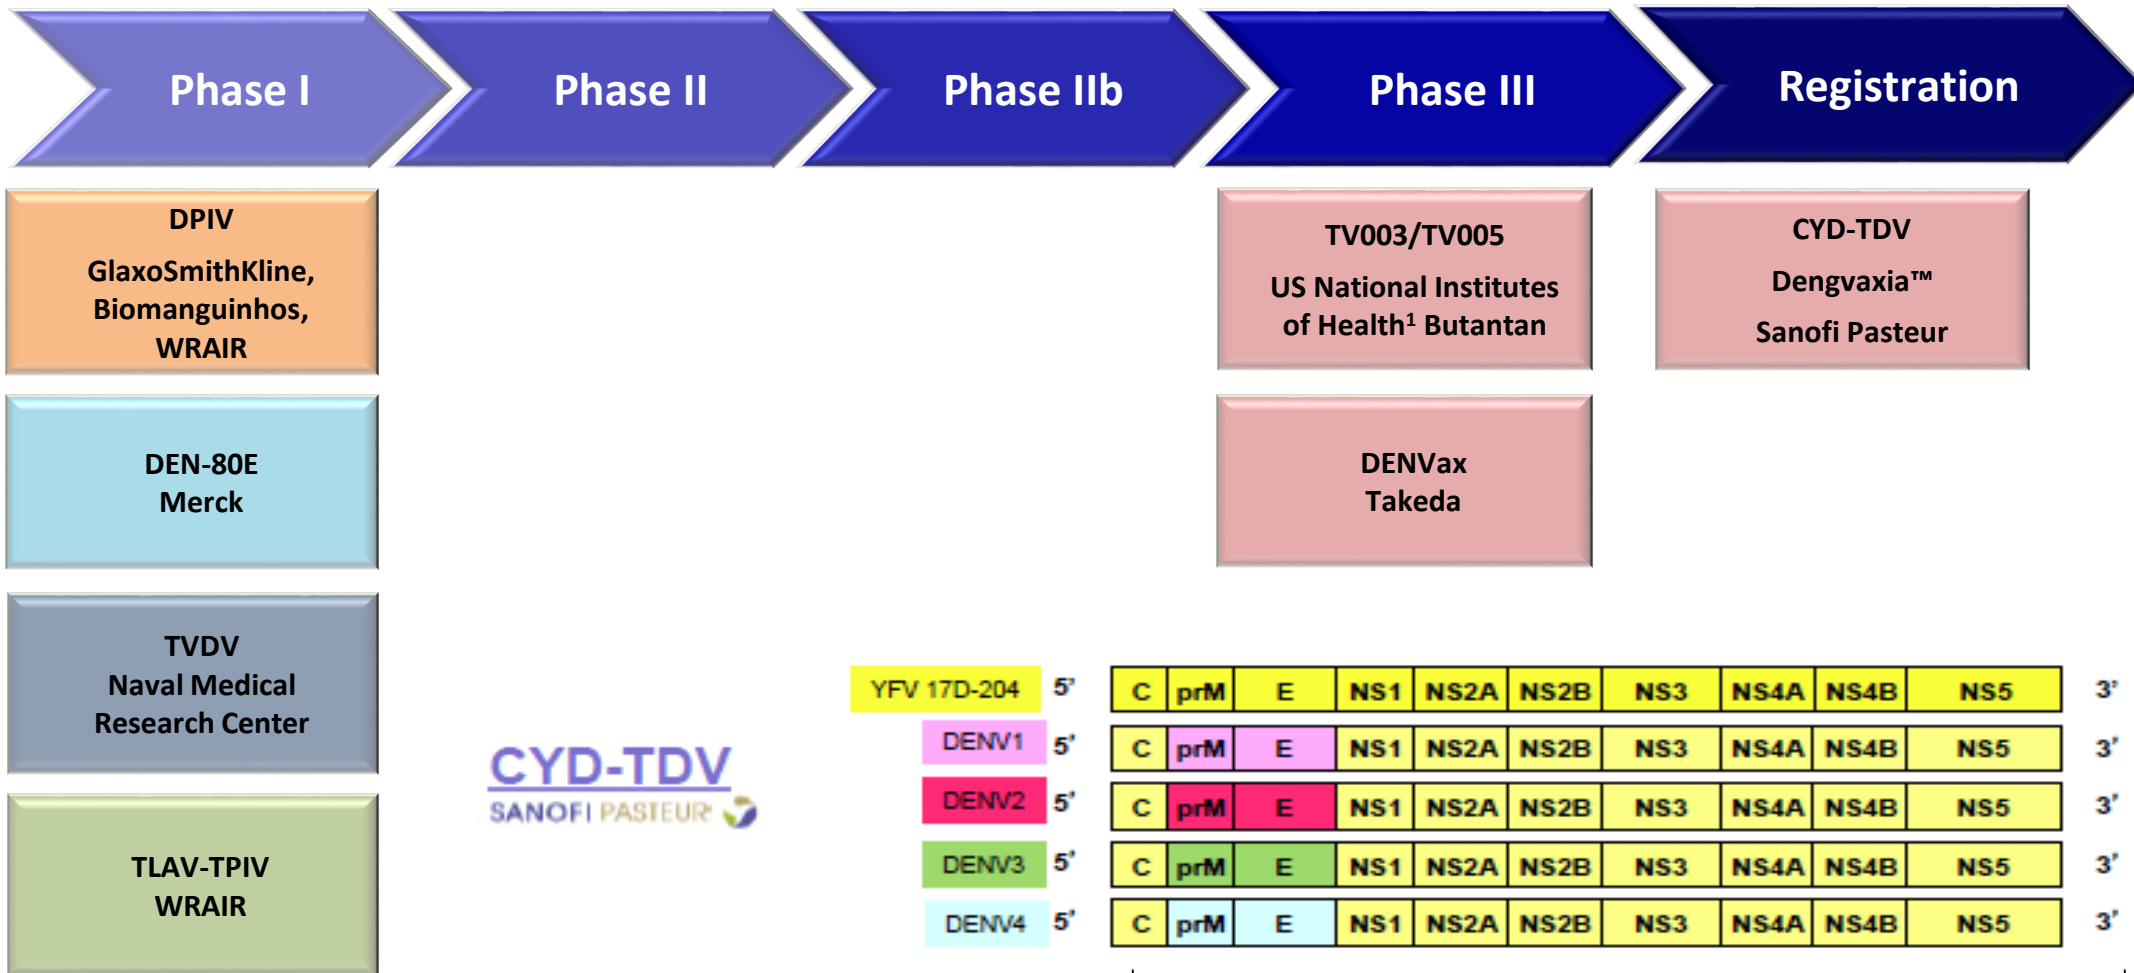 Phase I
Phase II
Phase IIb
Phase III
Registration
DPIV
GlaxoSmithKline,
Biomanguinhos,
WRAIR
TV003/TV005
US National Institutes
of Health¹ Butantan
CYD-TDV
Dengvaxia™
Sanofi Pasteur
DEN-80E
Merck
DENVax
Takeda
TVDV
Naval Medical
Research Center
TLAV-TPIV
WRAIR
CYD-TDV
SANOFI PASTEUR
YFV 17D-204 5' C prM E NS1 NS2A NS2B NS3 NS4A NS4B NS5 3'
DENV1 5' C prM E NS1 NS2A NS2B NS3 NS4A NS4B NS5 3'
DENV2 5' C prM E NS1 NS2A NS2B NS3 NS4A NS4B NS5 3'
DENV3 5' C prM E NS1 NS2A NS2B NS3 NS4A NS4B NS5 3'
DENV4 5' C prM E NS1 NS2A NS2B NS3 NS4A NS4B NS5 3'